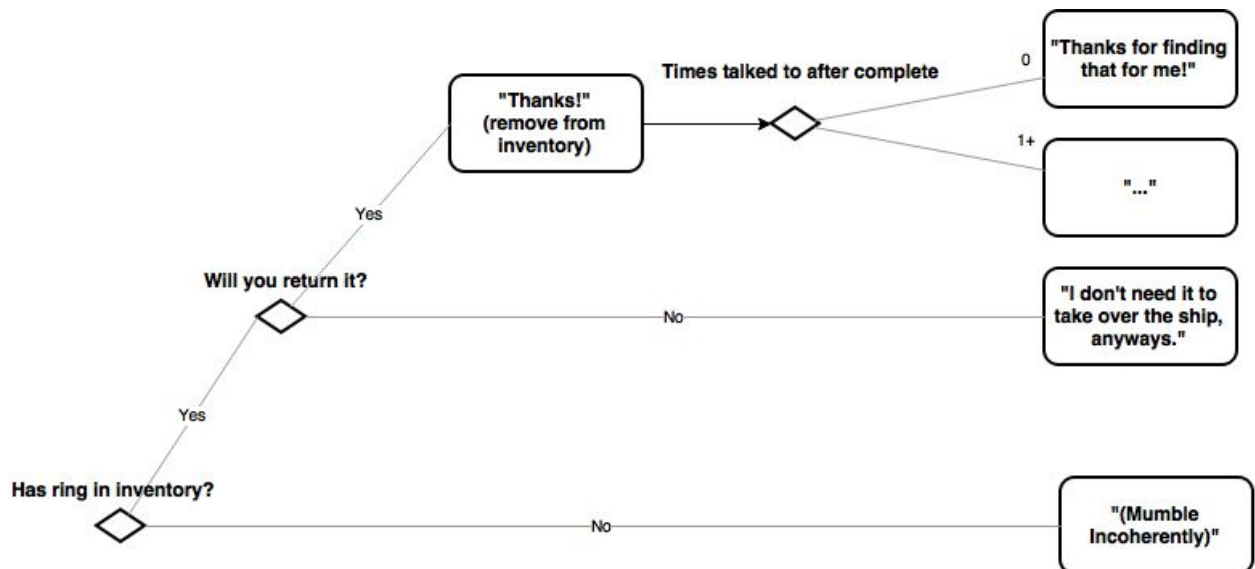 "Thanks for finding
that for me!"
0
Times talked to after complete
"Thanks!"
(remove from
inventory)
1+
"..."
Yes
Will you return it?
"I don't need it to
take over the ship,
anyways."
No
Yes
Has ring in inventory?
"(Mumble
Incoherently)"
No